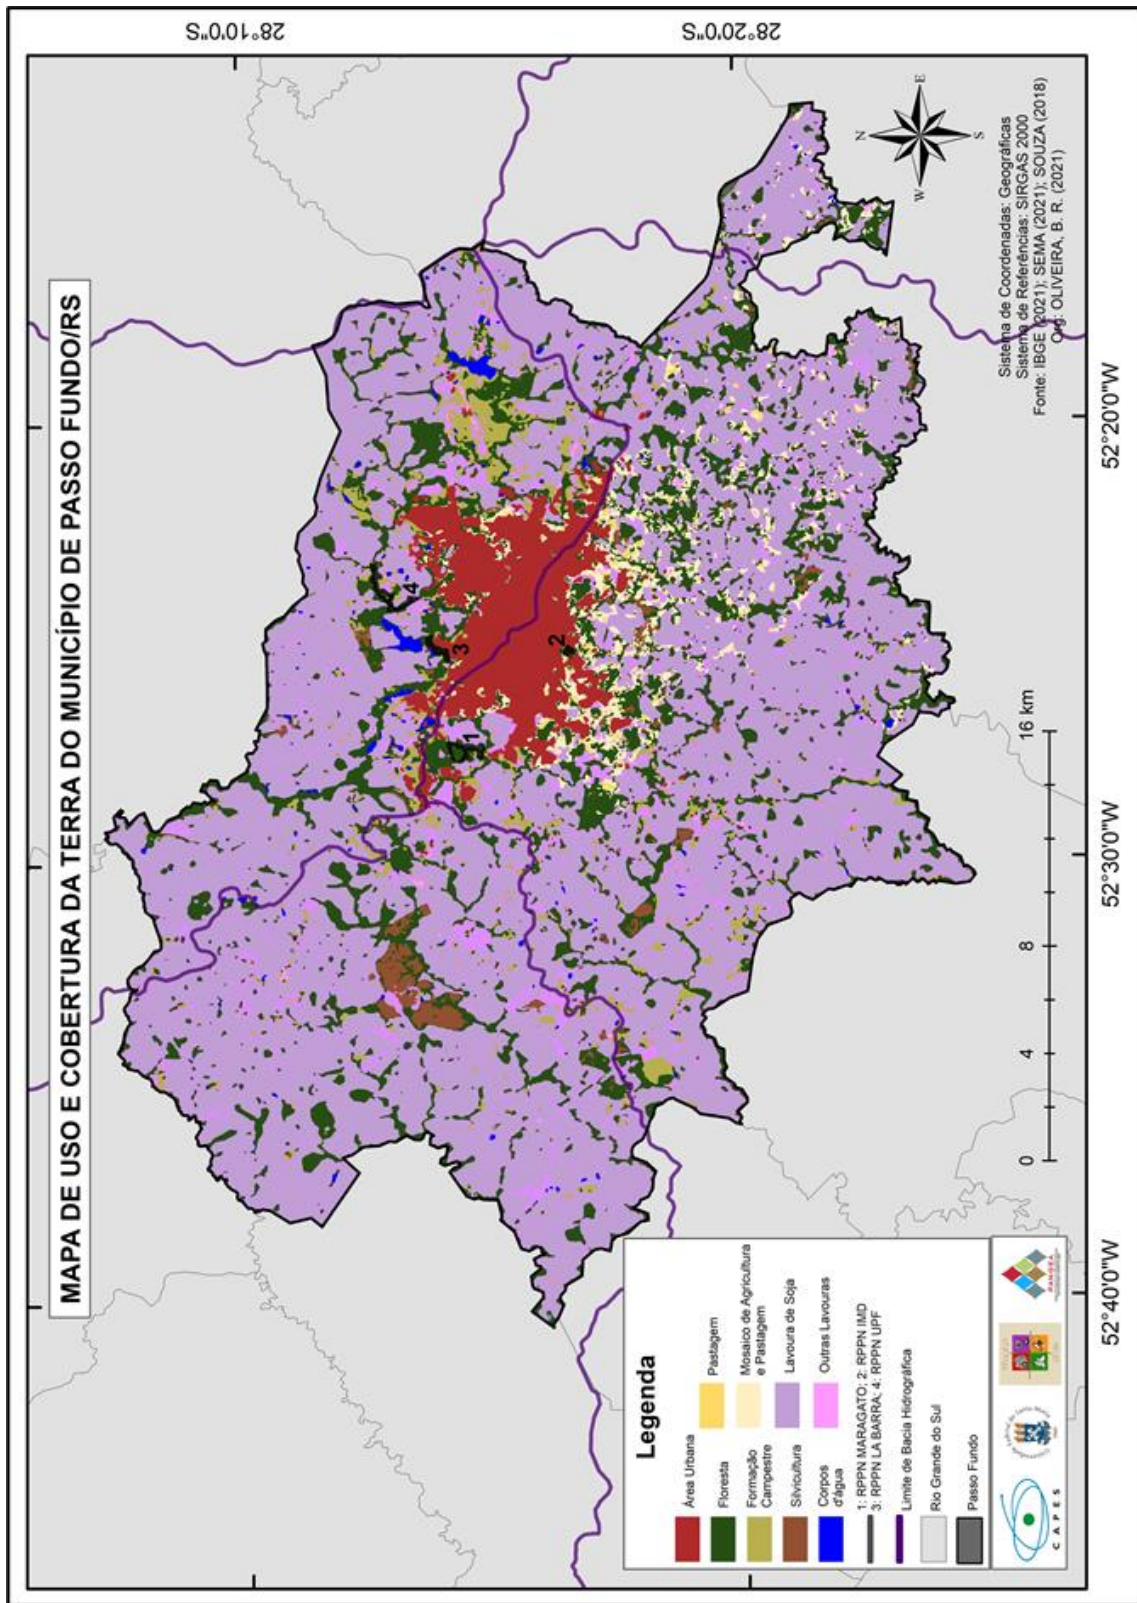 MAPA DE USO E COBERTURA DA TERRA DO MUNICÍPIO DE PASSO FUNDO/RS
28°10'0"S
28°20'0"S
52°40'0"W
52°30'0"W
52°20'0"W
1
2
3
4
N
E
S
W
0 4 8 16 km
Sistema de Coordenadas: Geográficas
Sistema de Referências: SIRGAS 2000
Fonte: IBGE (2021); SEMA (2021); SOUZA (2018)
Org: OLIVEIRA, B. R. (2021)
Legenda
Área Urbana
Floresta
Formação
Campestre
Silvicultura
Corpos
d'água
Pastagem
Mosaico de Agricultura
e Pastagem
Lavoura de Soja
Outras Lavouras
1: RPPN MARAGATO; 2: RPPN IMD
3: RPPN LA BARRA; 4: RPPN UPF
Limite de Bacia Hidrográfica
Rio Grande do Sul
Passo Fundo
CAPES
PANGEA